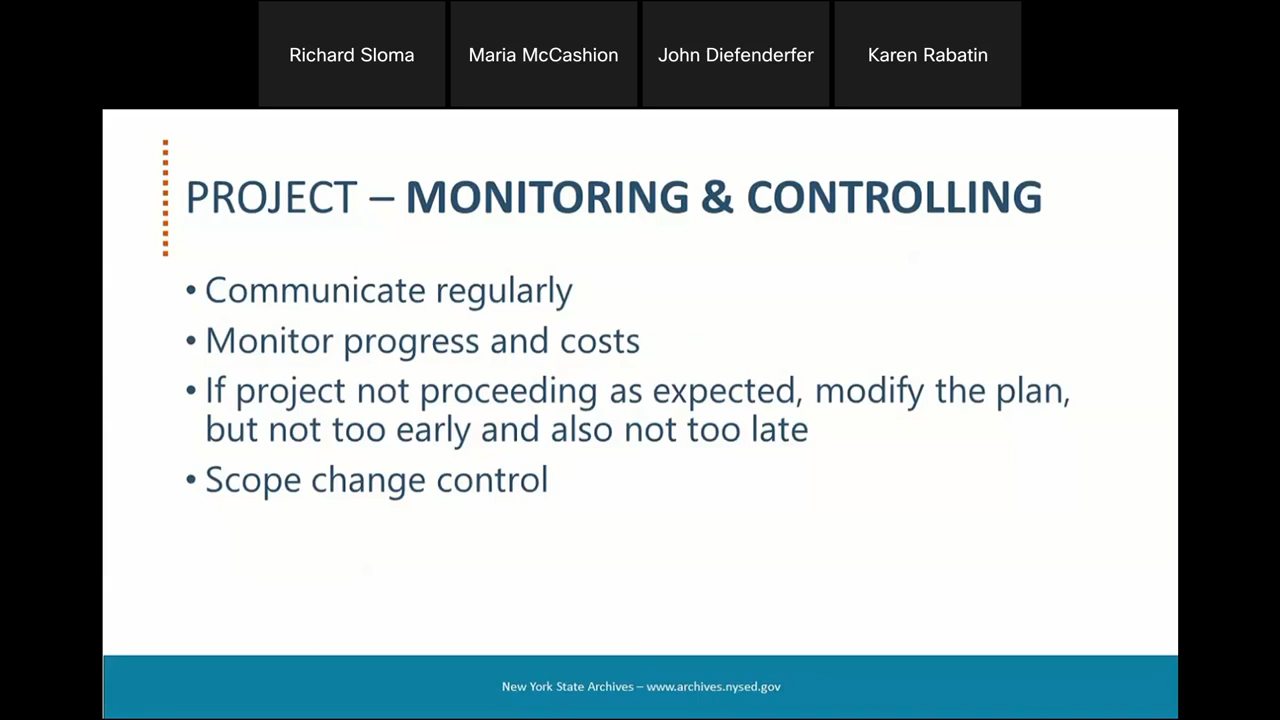 Richard Sloma
Maria McCashion
John Diefenderfer
Karen Rabatin
PROJECT – MONITORING & CONTROLLING
• Communicate regularly
• Monitor progress and costs
• If project not proceeding as expected, modify the plan,
but not too early and also not too late
• Scope change control
New York State Archives – www.archives.nysed.gov